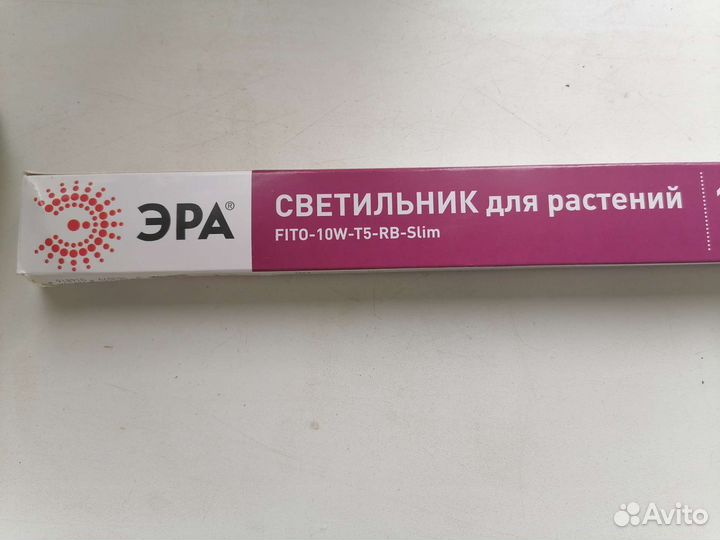 ЭРА®
СВЕТИЛЬНИК для растений
FITO-10W-T5-RB-Slim
Avito